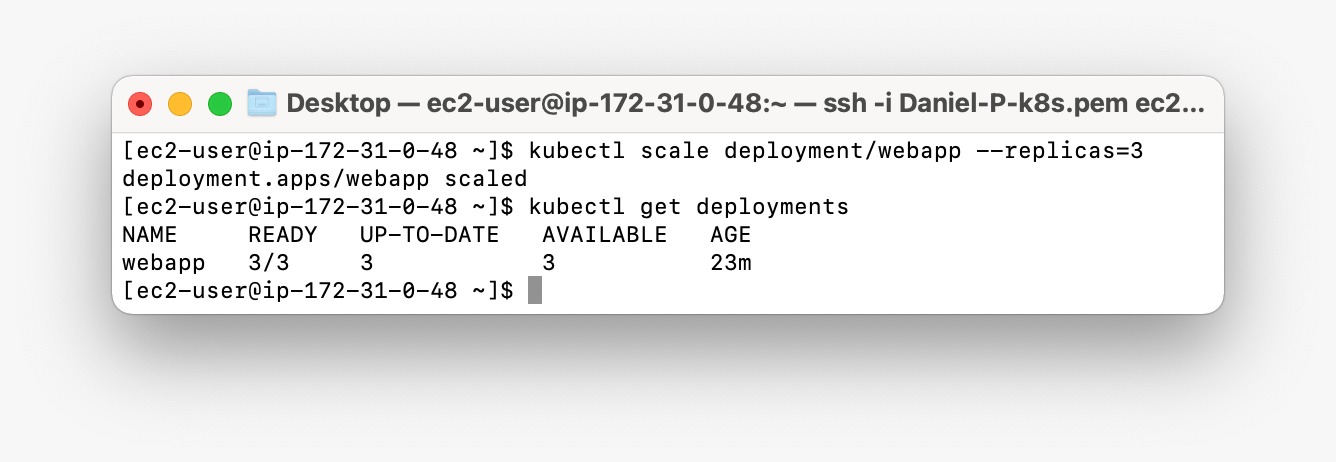 Desktop — ec2-user@ip-172-31-0-48:~ — ssh -i Daniel-P-k8s.pem ec2...
[ec2-user@ip-172-31-0-48 ~]$ kubectl scale deployment/webapp --replicas=3
deployment.apps/webapp scaled
[ec2-user@ip-172-31-0-48 ~]$ kubectl get deployments
NAME     READY   UP-TO-DATE   AVAILABLE   AGE
webapp   3/3     3            3           23m
[ec2-user@ip-172-31-0-48 ~]$